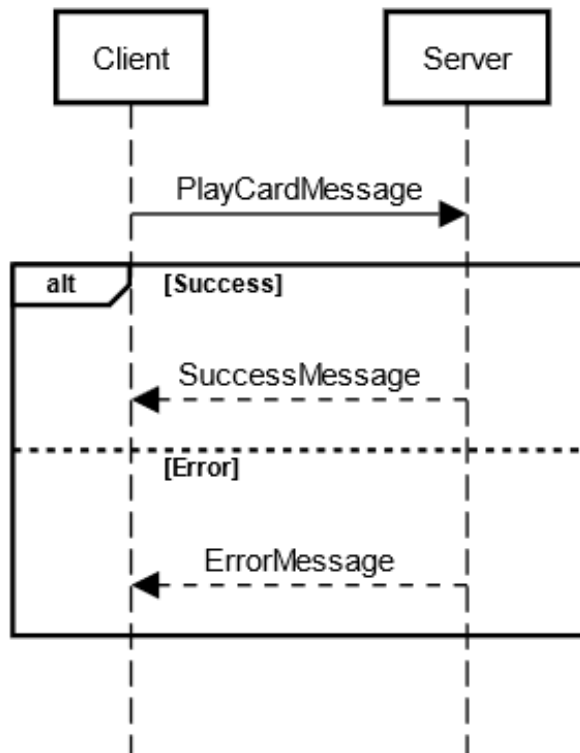 Client
Server
PlayCardMessage
alt
[Success]
SuccessMessage
[Error]
ErrorMessage